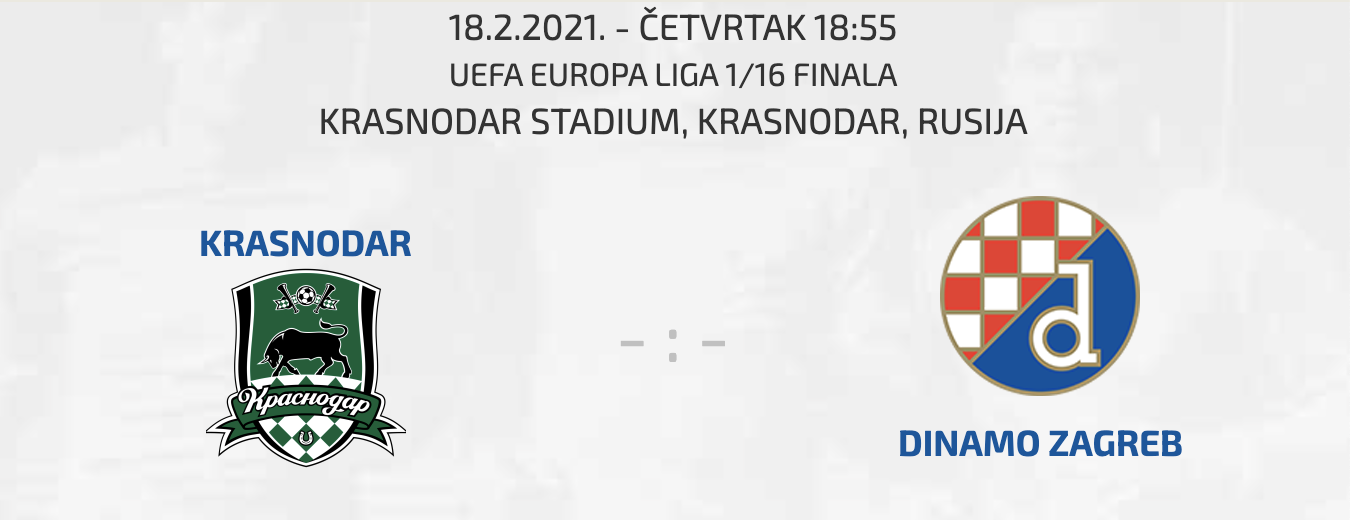 18.2.2021. - ČETVRTAK 18:55
UEFA EUROPA LIGA 1/16 FINALA
KRASNODAR STADIUM, KRASNODAR, RUSIJA
KRASNODAR
Краснодар
- : -
d
DINAMO ZAGREB